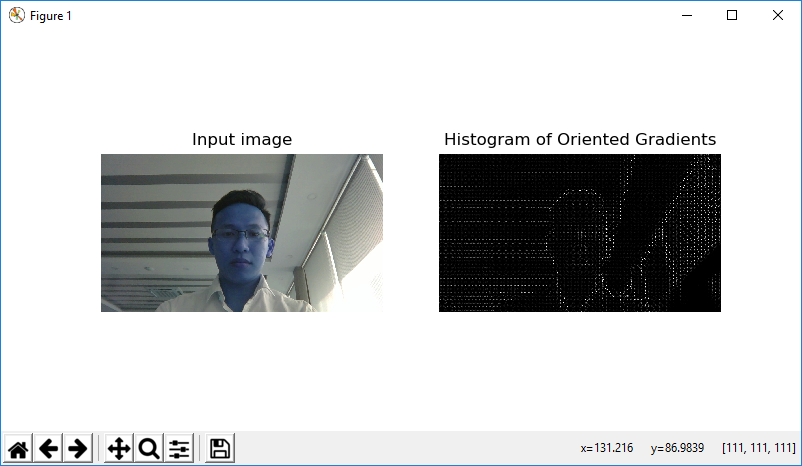 Figure 1
Input image
Histogram of Oriented Gradients
x=131.216 y=86.9839 [111, 111, 111]